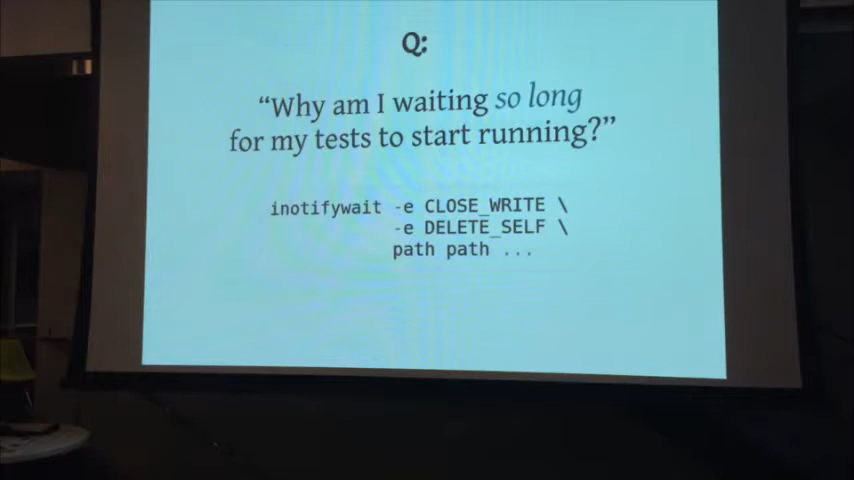 Q:
“Why am I waiting so long
for my tests to start running?”
inotifywait -e CLOSE_WRITE \
-e DELETE_SELF \
path path ...